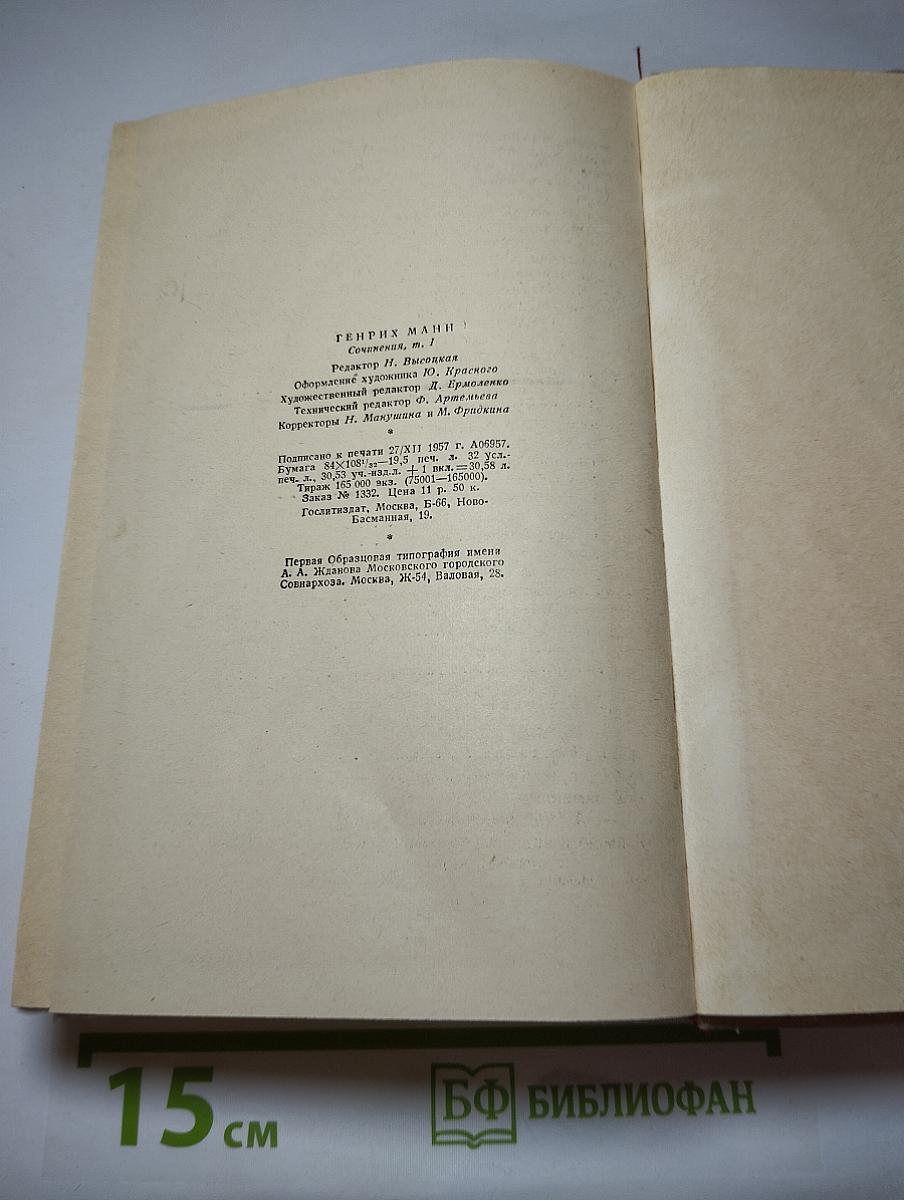 ГЕНРИХ МАНН
Сочинения, т. I
Редактор Н. Высоцкая
Оформление художника Ю. Красного
Художественный редактор Д. Ермоленко
Технический редактор Ф. Артемьева
Корректоры Н. Манушина и М. Фридкина
*
Подписано к печати 27/XII 1957 г. А06957.
Бумага 84×108¹/₃₂—19,5 печ. л. 32 усл.-
печ. л., 30,53 уч.-изд. л. + 1 вкл. = 30,58 л.
Тираж 165 000 экз. (75001—165000).
Заказ № 1332. Цена 11 р. 50 к.
Гослитиздат, Москва, Б-66, Ново-
Басманная, 19.
*
Первая Образцовая типография имени
А. А. Жданова Московского городского
Совнархоза. Москва, Ж-54, Валовая, 28.
15 см
БФ БИБЛИОФАН